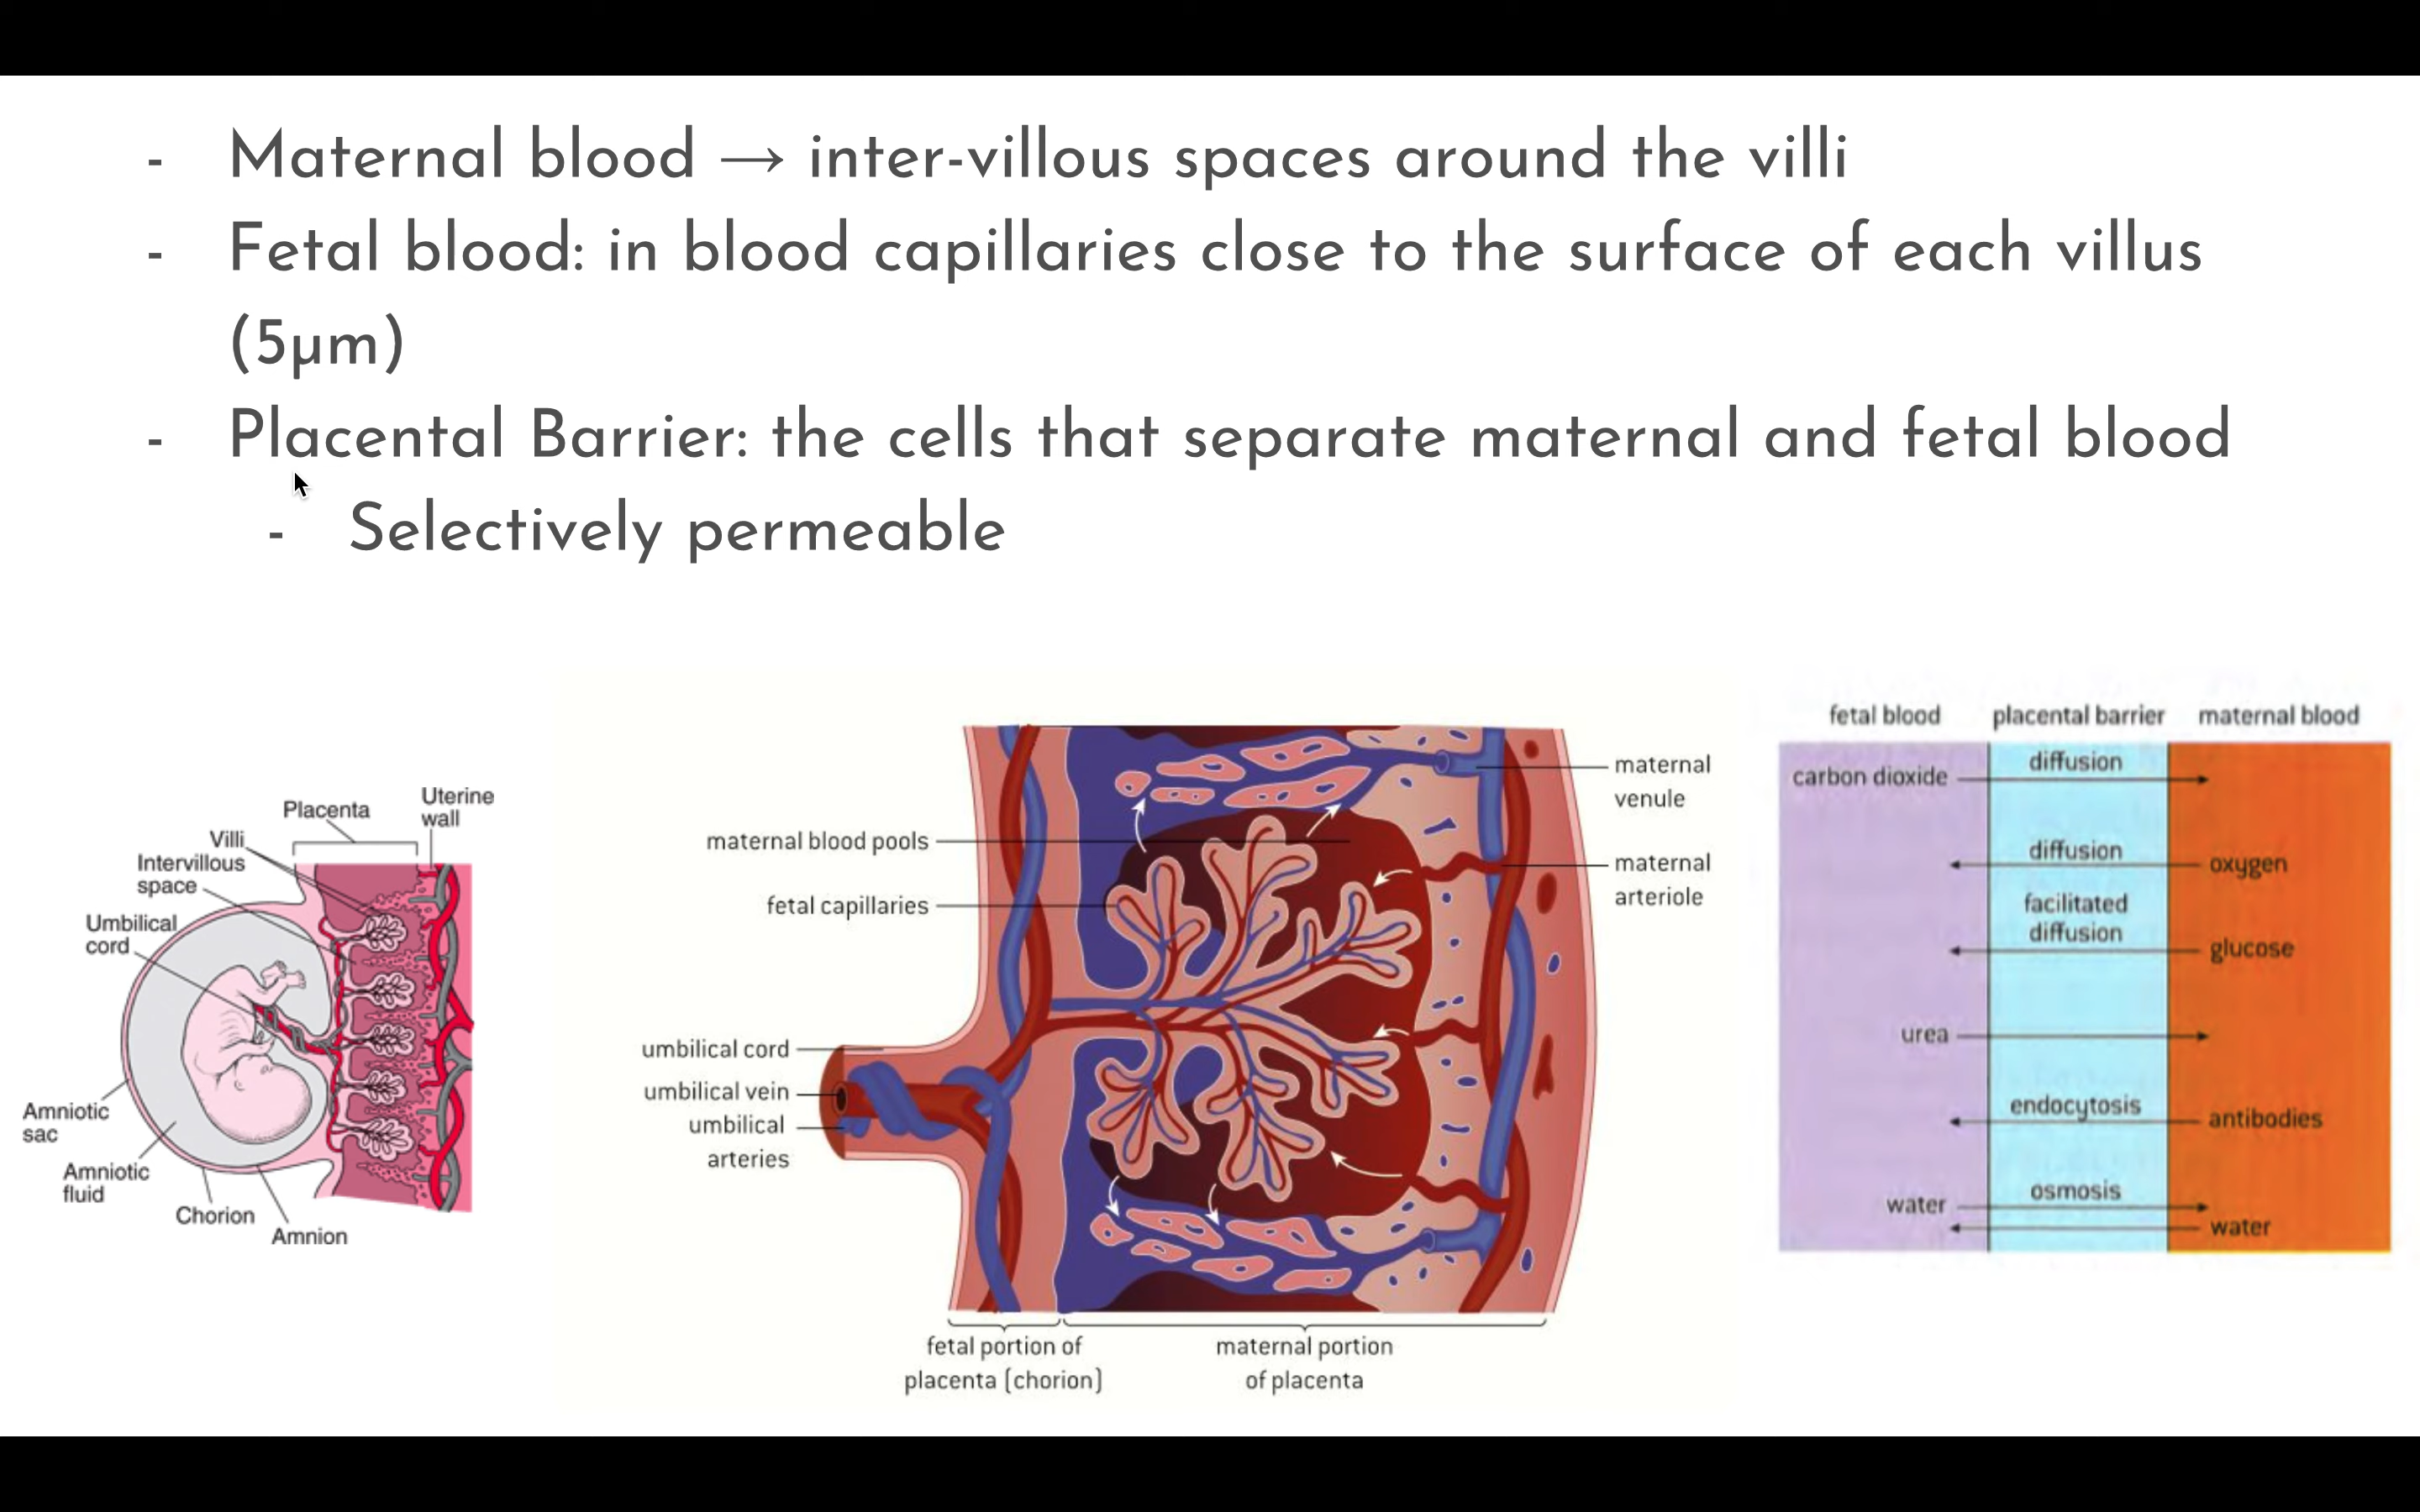 - Maternal blood → inter-villous spaces around the villi
- Fetal blood: in blood capillaries close to the surface of each villus
(5µm)
- Placental Barrier: the cells that separate maternal and fetal blood
- Selectively permeable
Placenta
Uterine
wall
Villi
Intervillous
space
Umbilical
cord
Amniotic
sac
Amniotic
fluid
Chorion
Amnion
maternal blood pools
fetal capillaries
umbilical cord
umbilical vein
umbilical
arteries
maternal
venule
maternal
arteriole
fetal portion of
placenta (chorion)
maternal portion
of placenta
fetal blood placental barrier maternal blood
carbon dioxide diffusion
diffusion oxygen
facilitated
diffusion glucose
urea
endocytosis antibodies
water osmosis
water